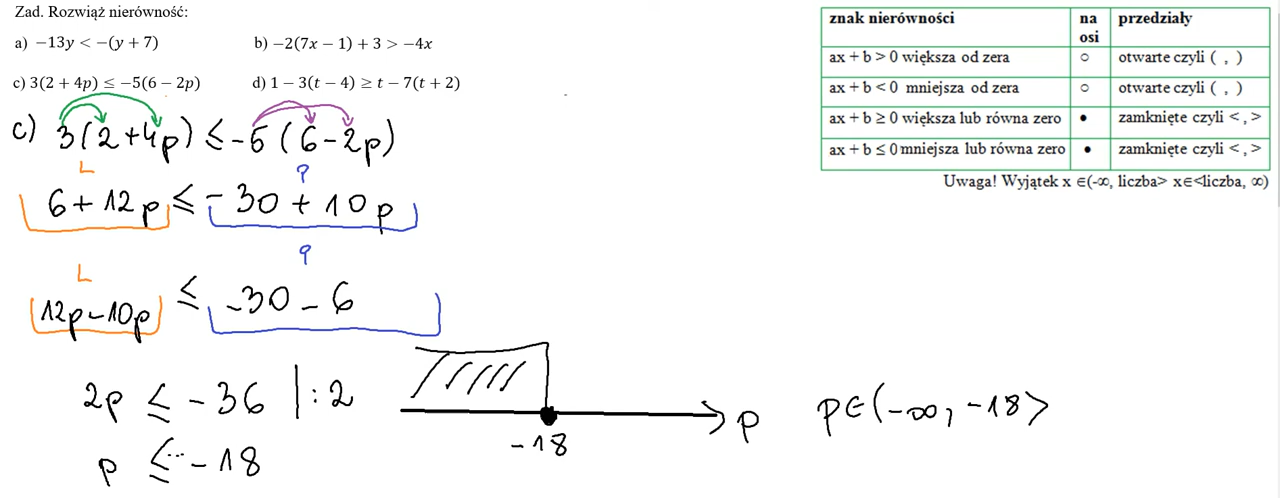 Zad. Rozwiąż nierówność:
a) −13y < −(y + 7) b) −2(7x − 1) + 3 > −4x
c) 3(2 + 4p) ≤ −5(6 − 2p) d) 1 − 3(t − 4) ≥ t − 7(t + 2)
c) 3(2+4p) ≤ -5(6-2p)
L P
6+12p ≤ -30+10p
L P
12p-10p ≤ -30-6
2p ≤ -36 |:2
p ≤ -18
-18
p
p∈(-∞, -18>
znak nierówności na osi przedziały
ax + b > 0 większa od zera ○ otwarte czyli ( , )
ax + b < 0 mniejsza od zera ○ otwarte czyli ( , )
ax + b ≥ 0 większa lub równa zero ● zamknięte czyli < , >
ax + b ≤ 0 mniejsza lub równa zero ● zamknięte czyli < , >
Uwaga! Wyjątek x ∈(-∞, liczba> x∈<liczba, ∞)